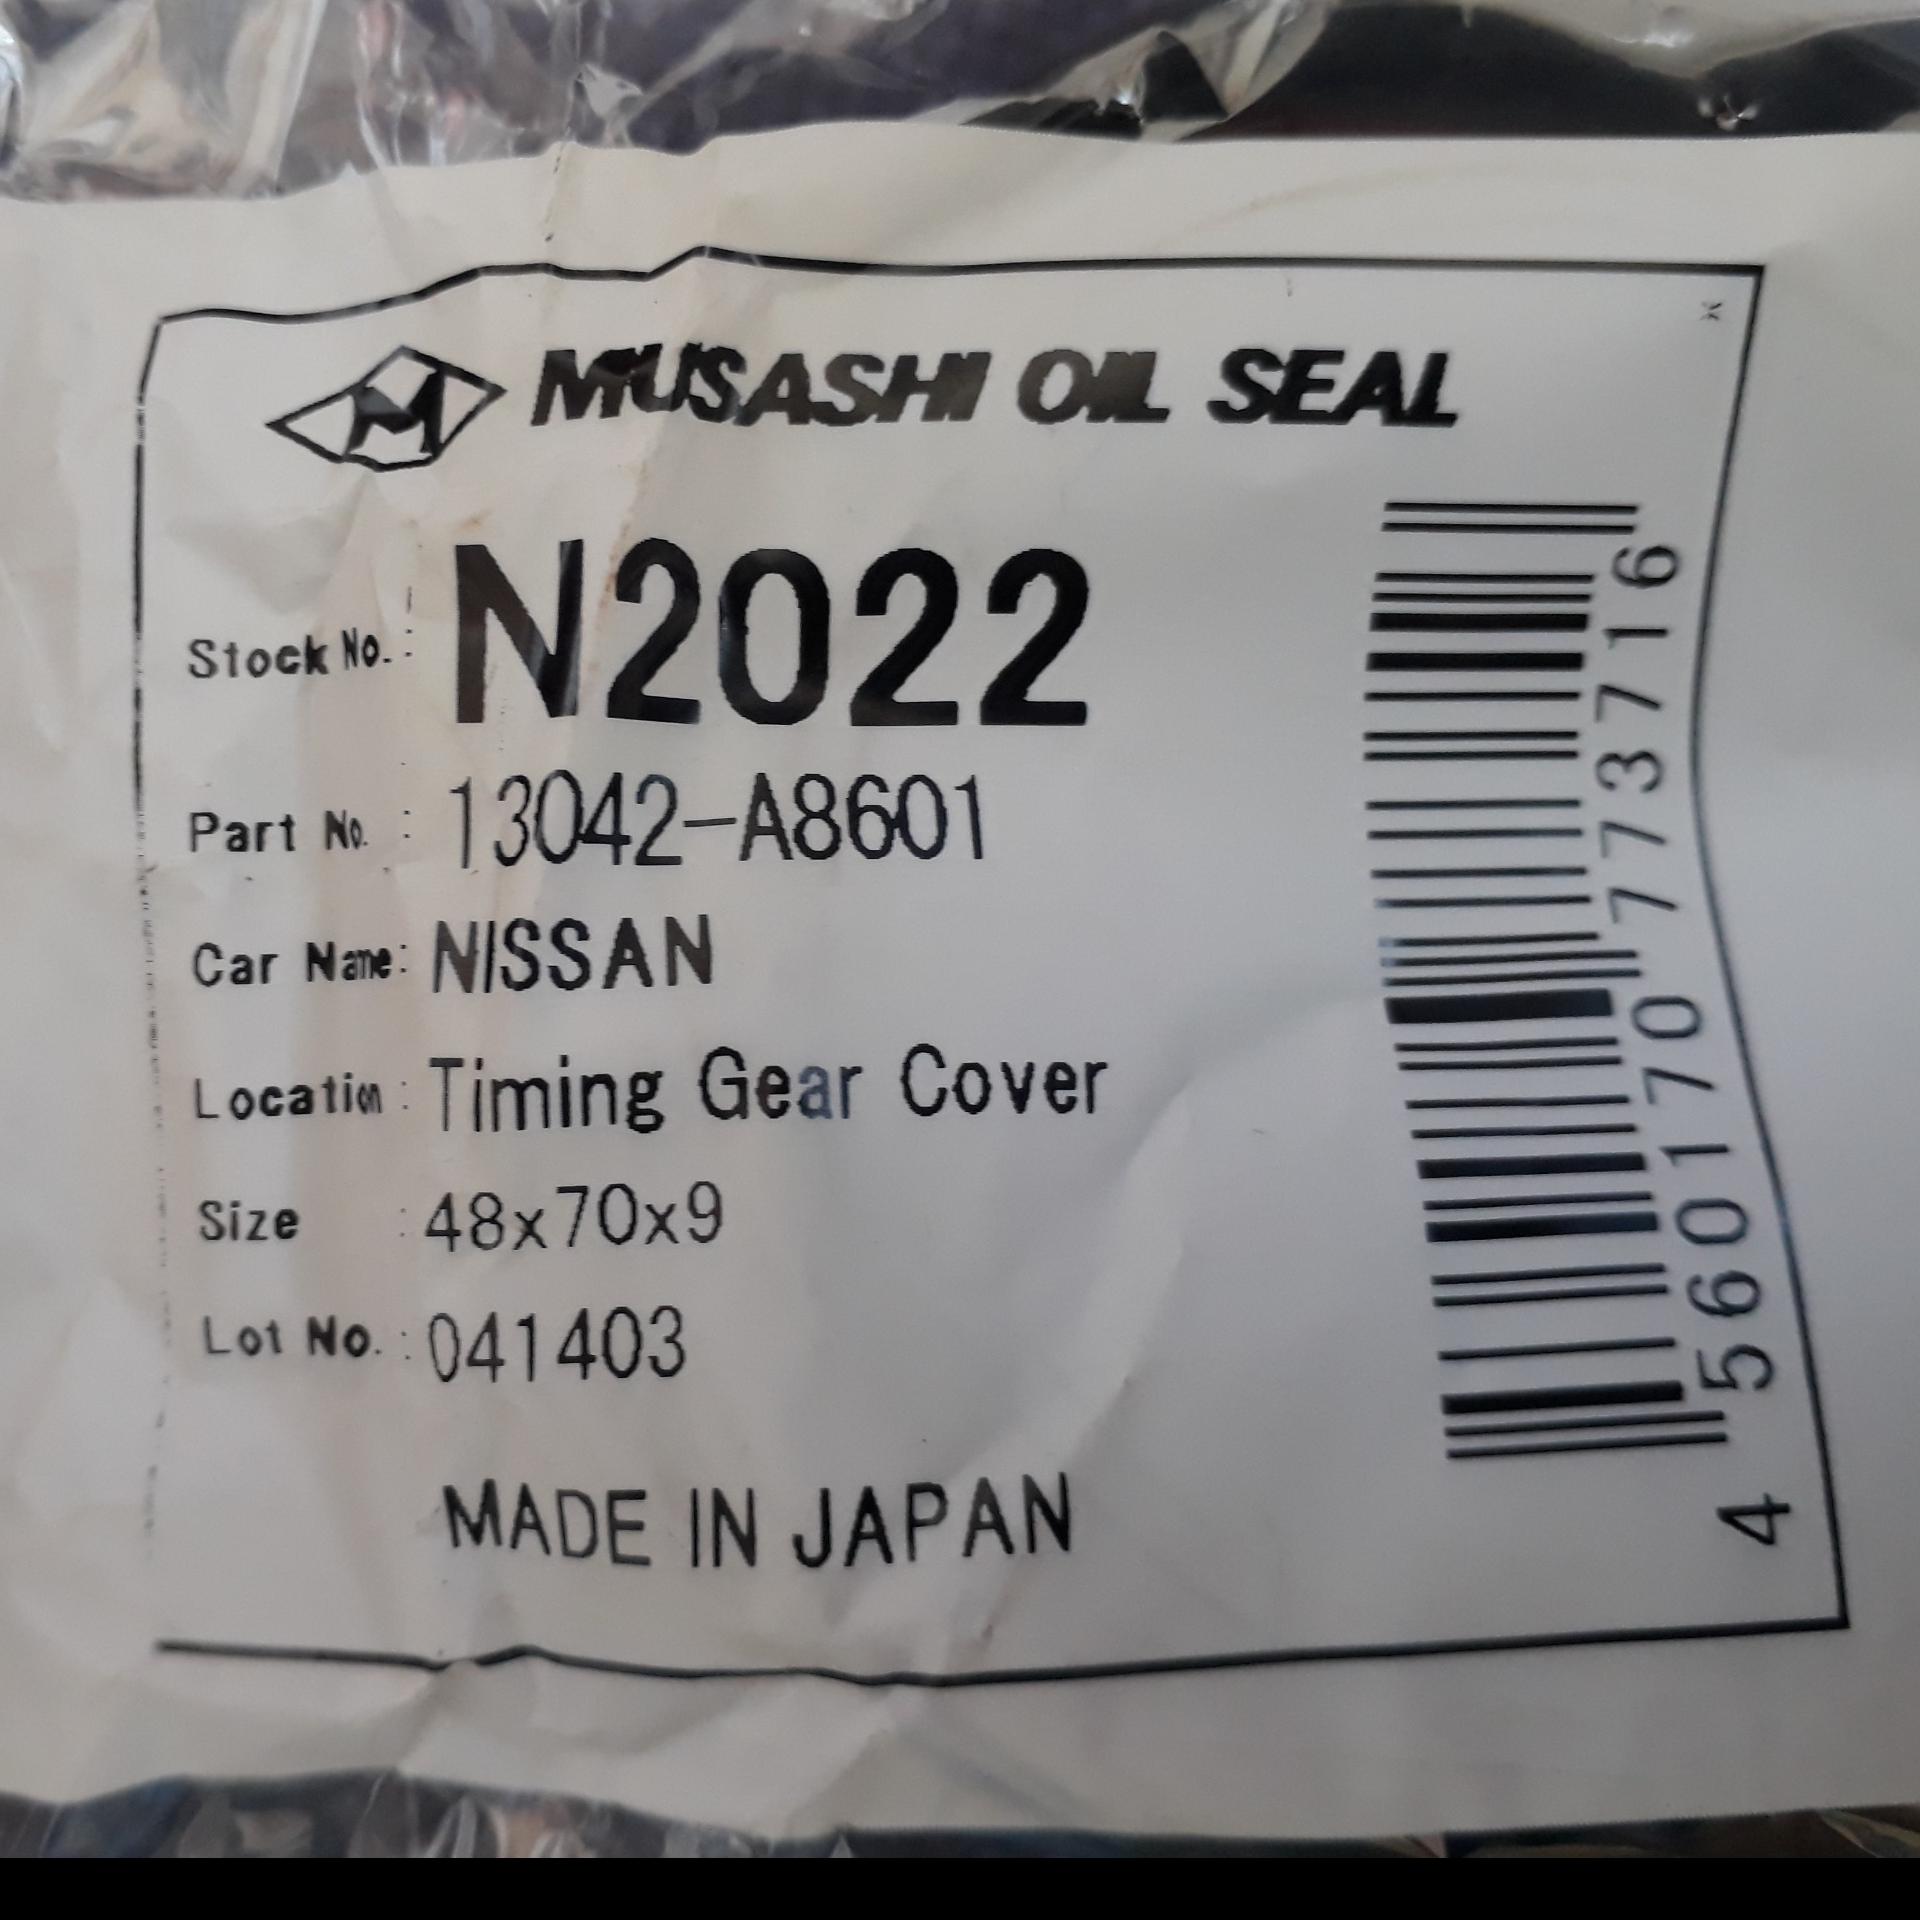 M MUSASHI OIL SEAL
Stock No. : N2022
Part No. : 13042-A8601
Car Name : NISSAN
Location : Timing Gear Cover
Size : 48x70x9
Lot No. : 041403
MADE IN JAPAN
4 560170 773716